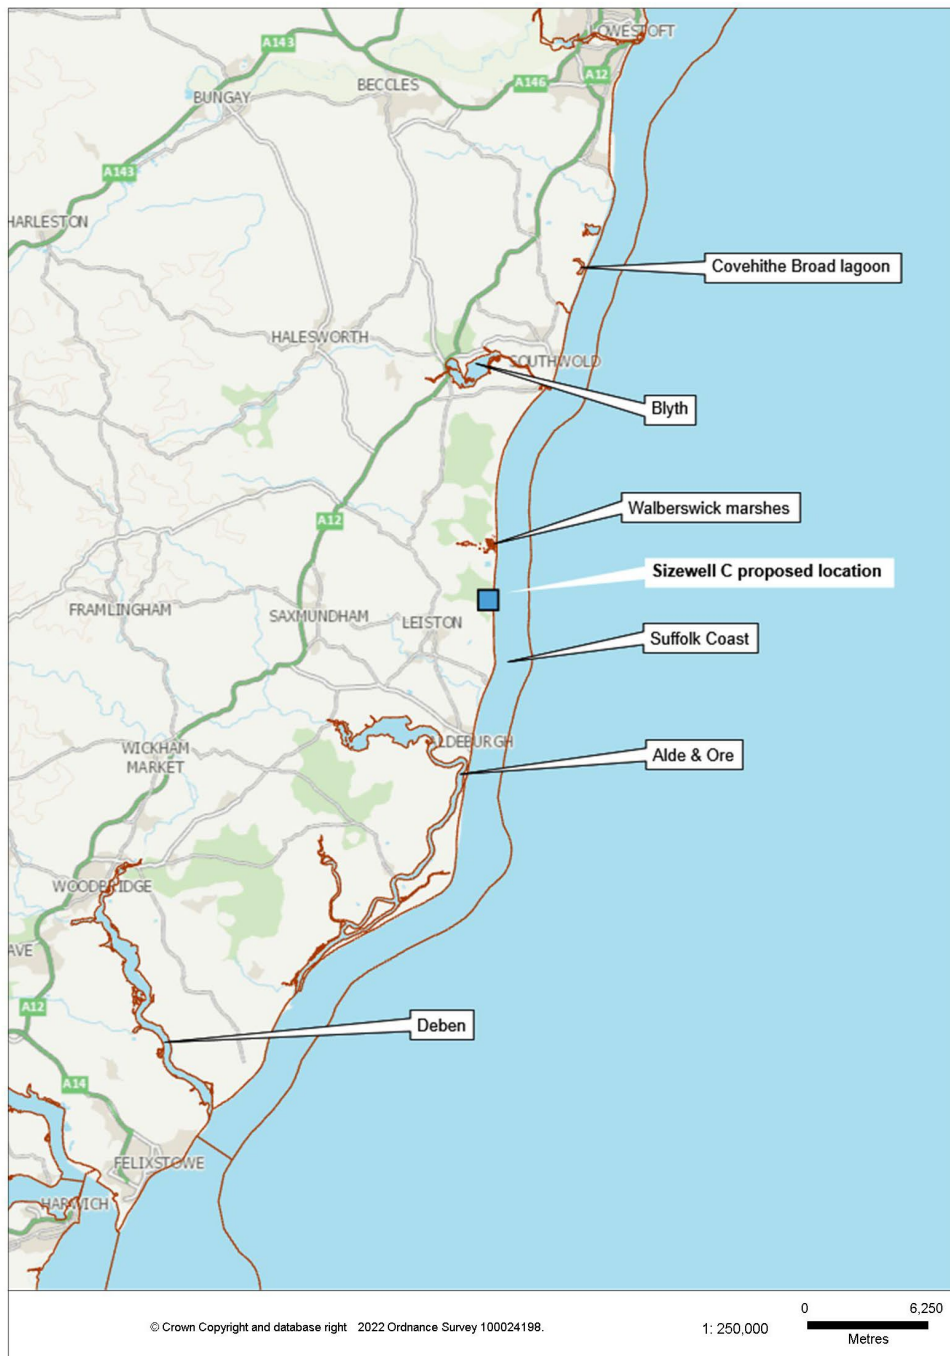 LOWESTOFT
A143
A146
A12
BECCLES
BUNGAY
A143
HARLESTON
Covehithe Broad lagoon
HALESWORTH
SOUTHWOLD
Blyth
A12
Walberswick marshes
Sizewell C proposed location
FRAMLINGHAM
SAXMUNDHAM
LEISTON
Suffolk Coast
WICKHAM
MARKET
ALDEBURGH
Alde & Ore
WOODBRIDGE
AVE
A12
Deben
A14
FELIXSTOWE
HARWICH
0 6,250
© Crown Copyright and database right 2022 Ordnance Survey 100024198.
1: 250,000
Metres